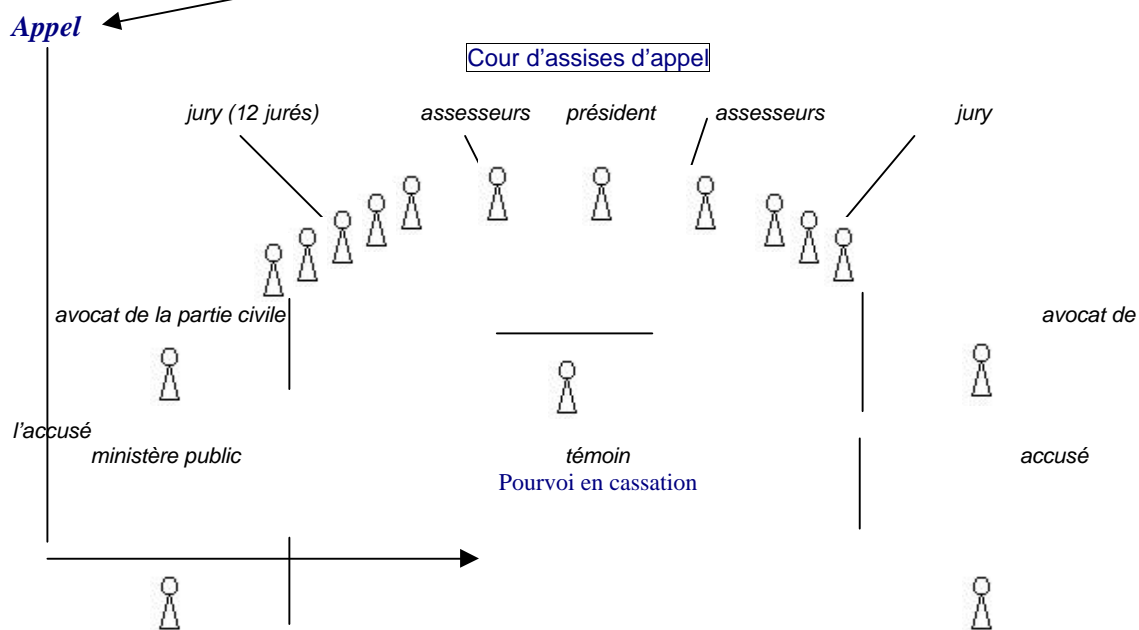 Appel
Cour d’assises d’appel
jury (12 jurés) assesseurs président assesseurs jury
avocat de la partie civile avocat de
l’accusé
ministère public témoin accusé
Pourvoi en cassation